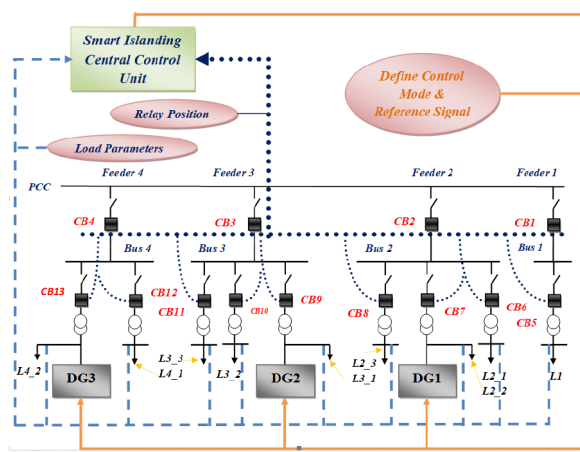 Smart Islanding
Central Control
Unit
Define Control
Mode &
Reference Signal
Relay Position
Load Parameters
Feeder 4
Feeder 3
Feeder 2
Feeder 1
PCC
CB4
CB3
CB2
CB1
Bus 4
Bus 3
Bus 2
Bus 1
CB13
CB12
CB11
CB10
CB9
CB8
CB7
CB6
CB5
L4_2
DG3
L4_1
L3_3
L3_2
DG2
L3_1
L2_3
DG1
L2_1
L2_2
L1